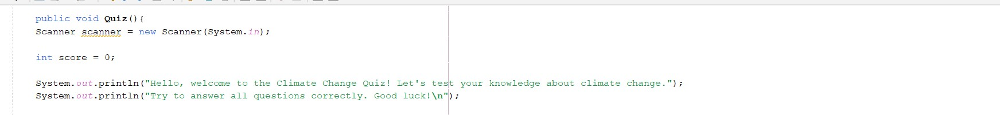 public void Quiz(){
Scanner scanner = new Scanner(System.in);
int score = 0;
System.out.println("Hello, welcome to the Climate Change Quiz! Let's test your knowledge about climate change.");
System.out.println("Try to answer all questions correctly. Good luck!\n");